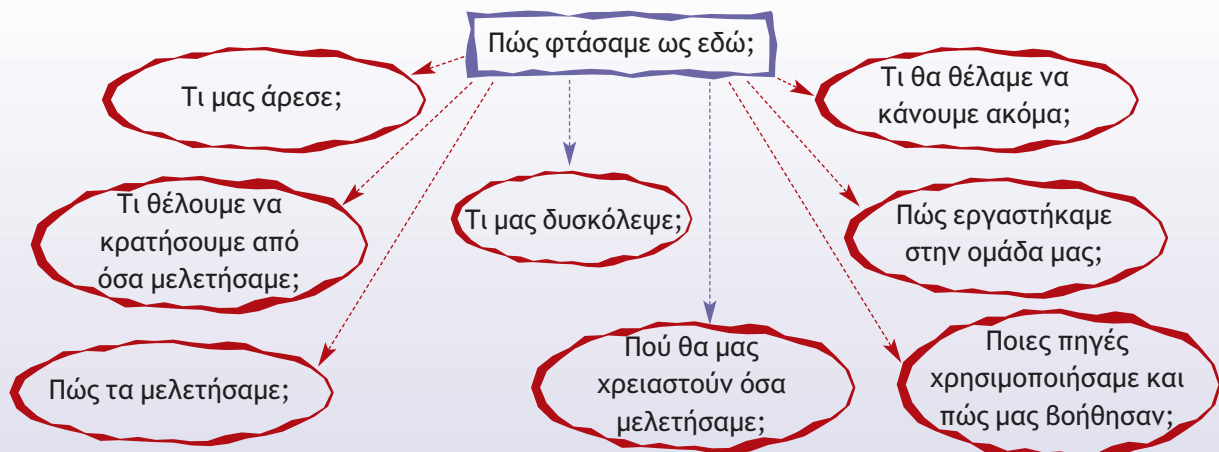 Πώς φτάσαμε ως εδώ;
Τι μας άρεσε;
Τι θα θέλαμε να
κάνουμε ακόμα;
Τι θέλουμε να
κρατήσουμε από
όσα μελετήσαμε;
Τι μας δυσκόλεψε;
Πώς εργαστήκαμε
στην ομάδα μας;
Πώς τα μελετήσαμε;
Πού θα μας
χρειαστούν όσα
μελετήσαμε;
Ποιες πηγές
χρησιμοποιήσαμε και
πώς μας βοήθησαν;